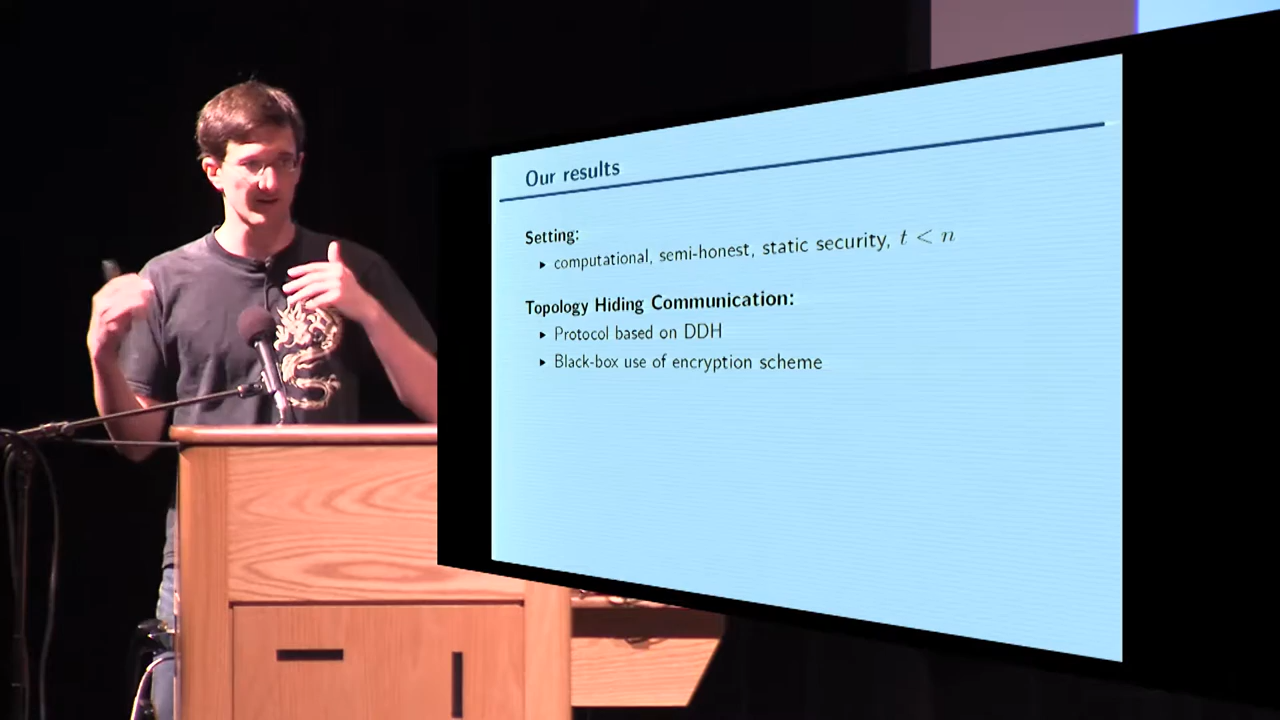 Our results
Setting:
▸ computational, semi-honest, static security, t < n
Topology Hiding Communication:
▸ Protocol based on DDH
▸ Black-box use of encryption scheme